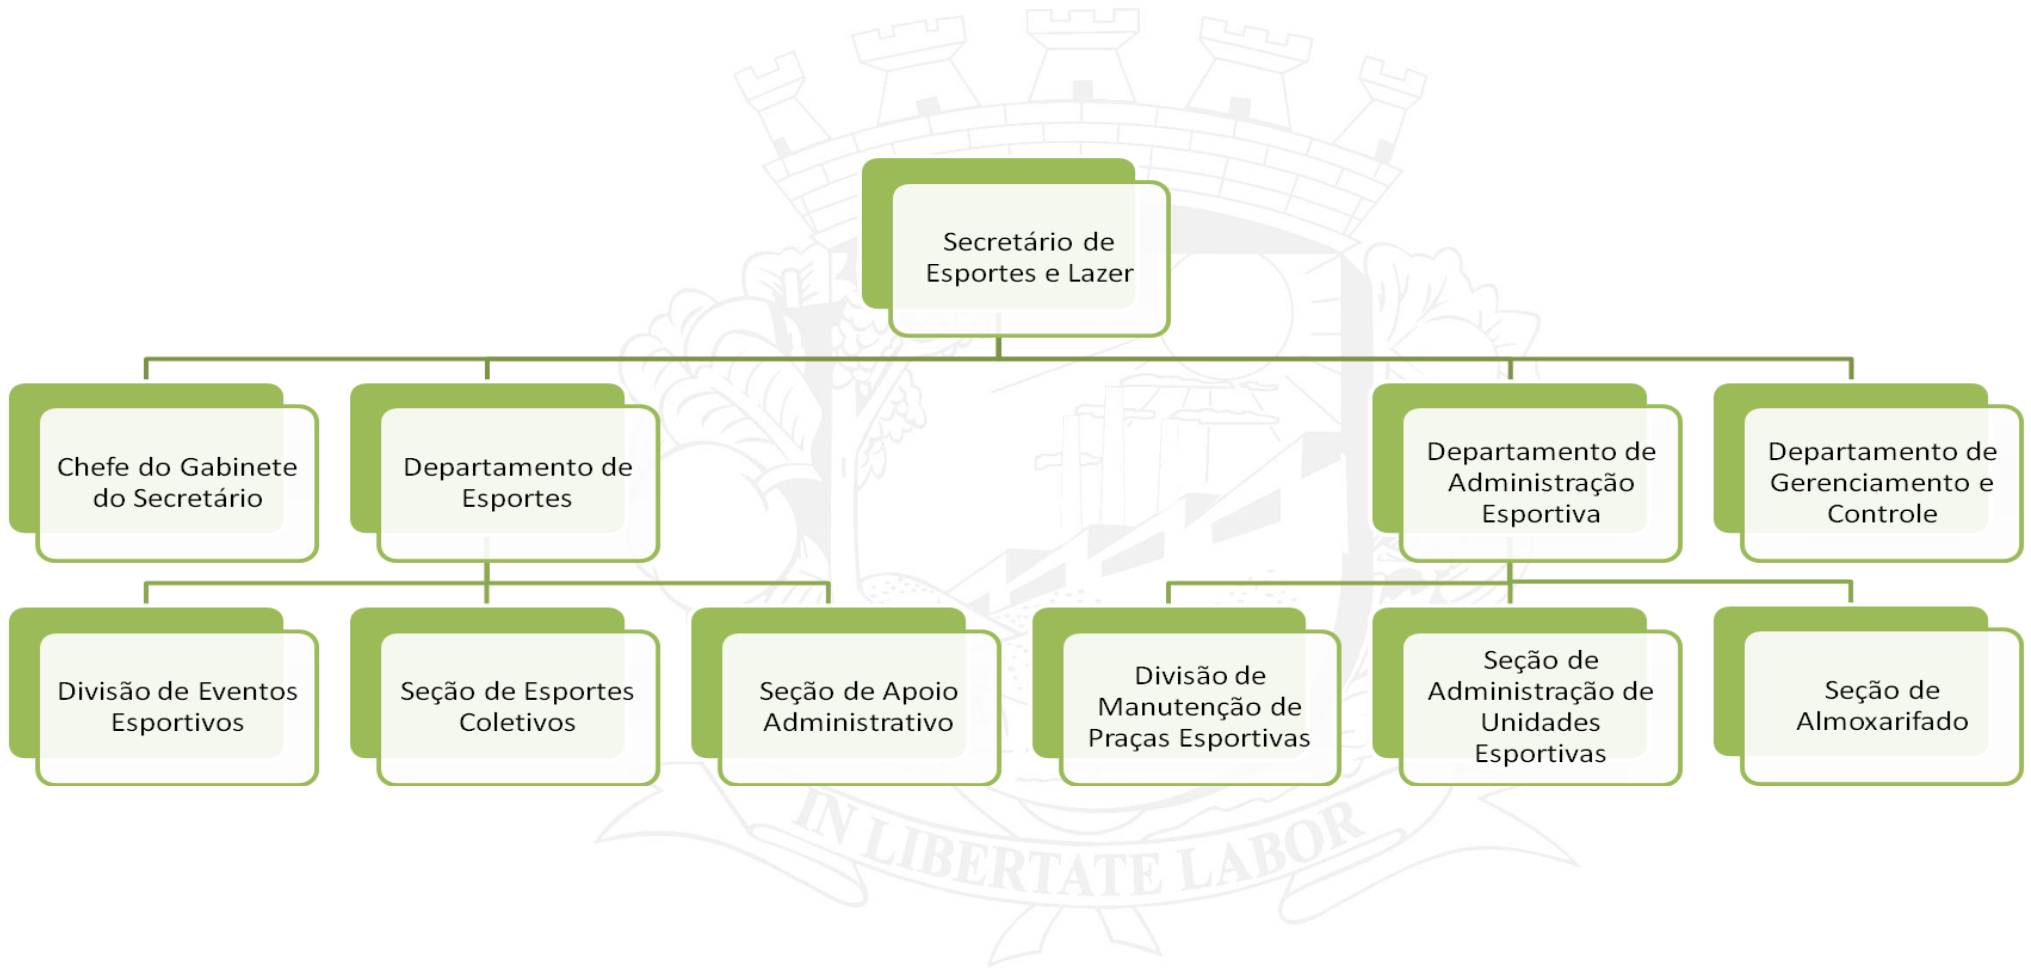 Secretário de
Esportes e Lazer
Chefe do Gabinete
do Secretário
Departamento de
Esportes
Departamento de
Administração
Esportiva
Departamento de
Gerenciamento e
Controle
Divisão de Eventos
Esportivos
Seção de Esportes
Coletivos
Seção de Apoio
Administrativo
Divisão de
Manutenção de
Praças Esportivas
Seção de
Administração de
Unidades
Esportivas
Seção de
Almoxarifado
IN LIBERTATE LABOR